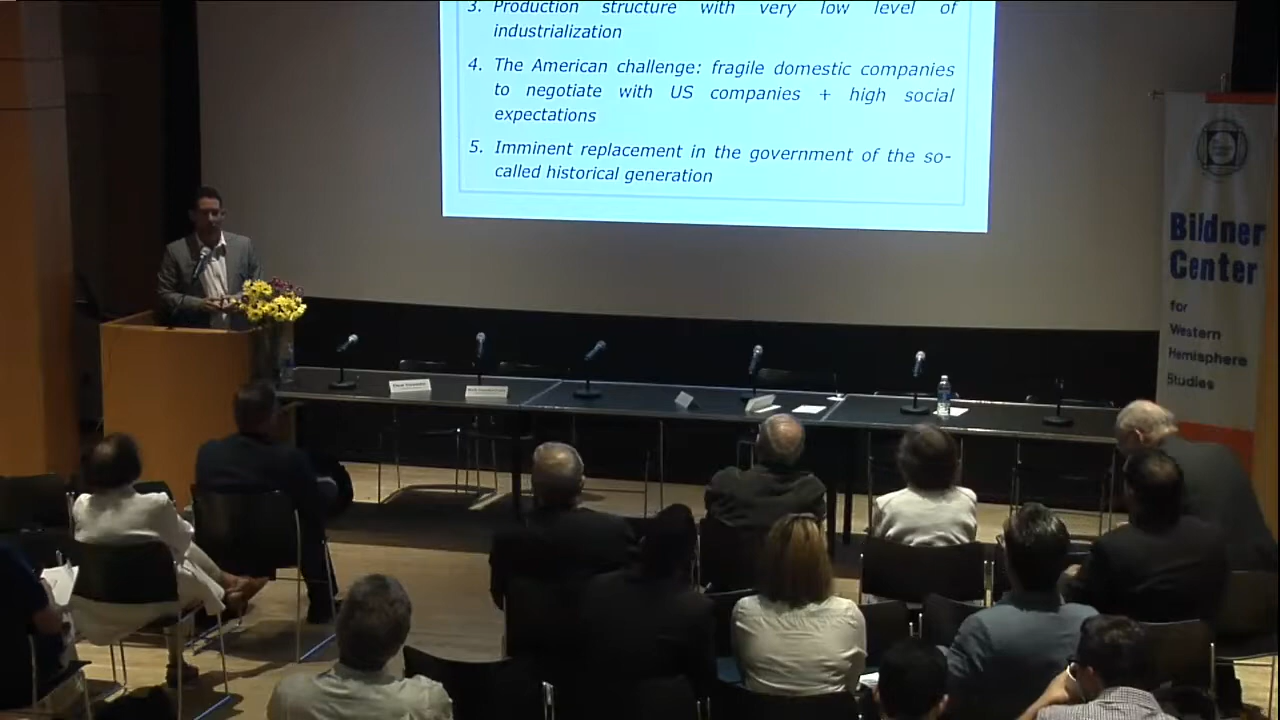 3. Production structure with very low level of
industrialization
4. The American challenge: fragile domestic companies
to negotiate with US companies + high social
expectations
5. Imminent replacement in the government of the so-
called historical generation
Bildner
Center
for
Western
Hemisphere
Studies